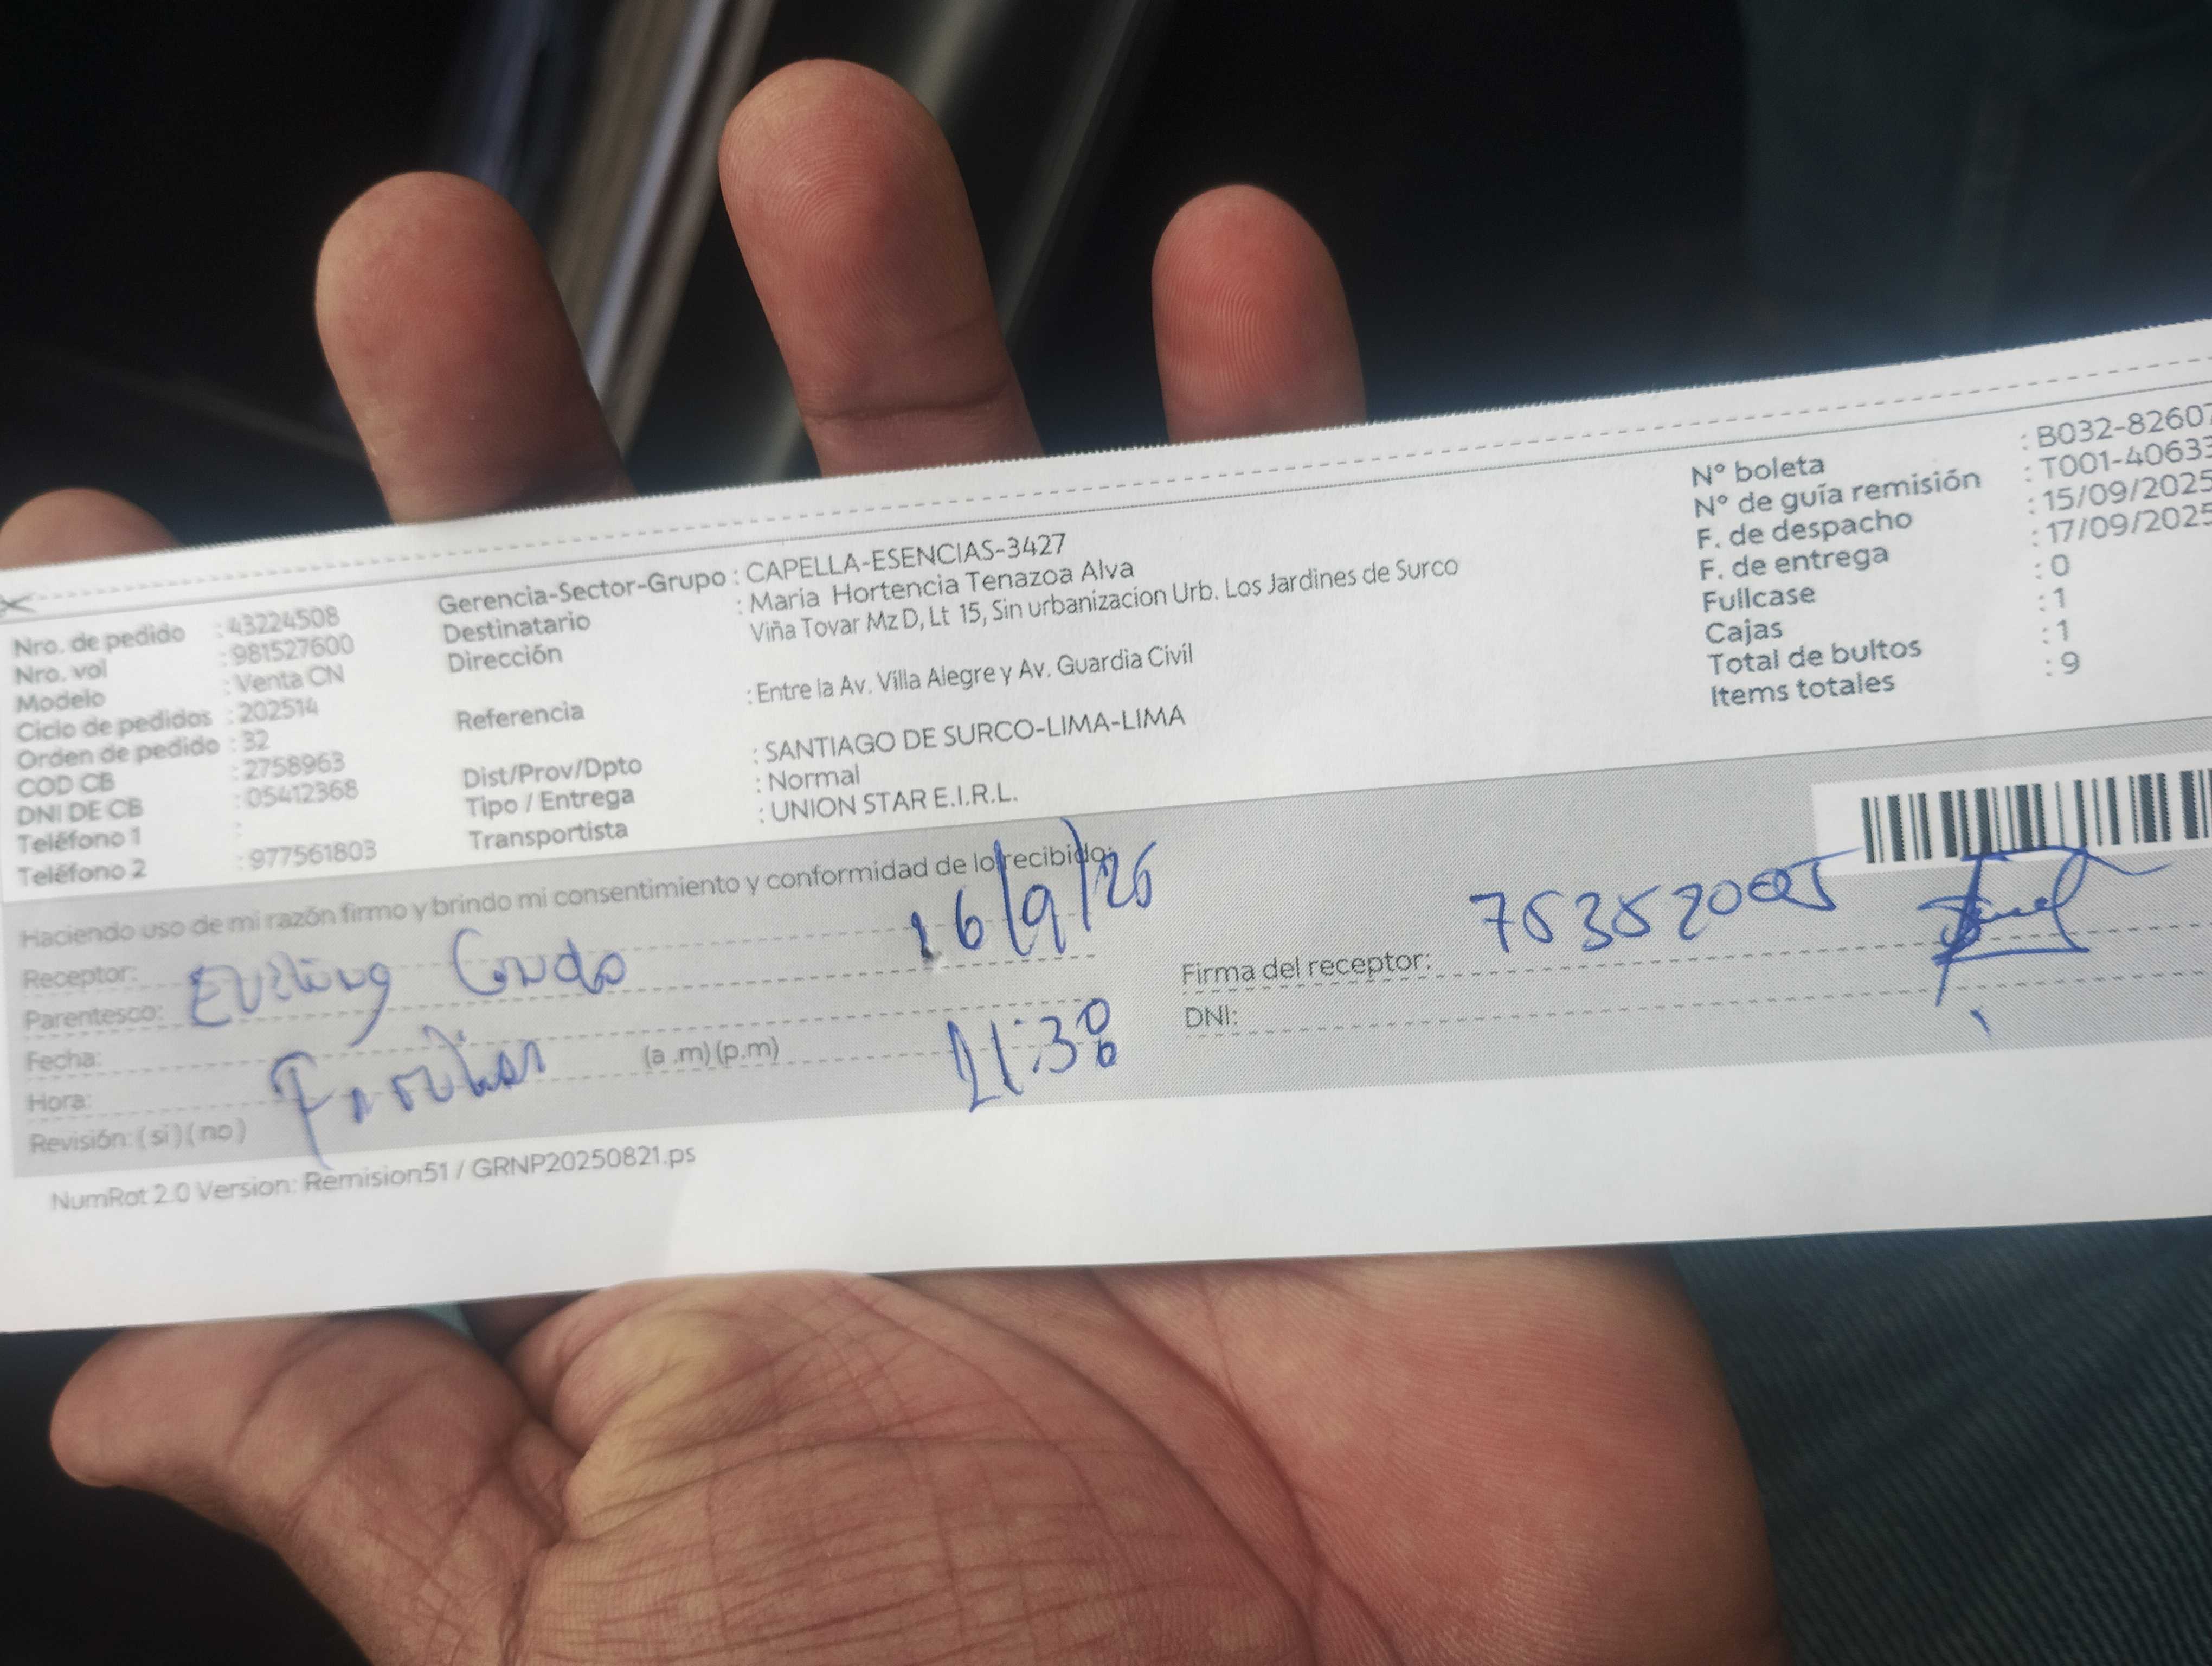 Nro. de pedido : 43224508
Nro. vol : 981527600
Modelo : Venta CN
Ciclo de pedidos : 202514
Orden de pedido : 32
COD CB : 2758963
DNI DE CB : 05412368
Teléfono 1 :
Teléfono 2 : 977561803
Gerencia-Sector-Grupo : CAPELLA-ESENCIAS-3427
Destinatario : Maria Hortencia Tenazoa Alva
Dirección Viña Tovar Mz D, Lt 15, Sin urbanizacion Urb. Los Jardines de Surco
Referencia : Entre la Av. Villa Alegre y Av. Guardia Civil
Dist/Prov/Dpto : SANTIAGO DE SURCO-LIMA-LIMA
Tipo / Entrega : Normal
Transportista : UNION STAR E.I.R.L.
N° boleta : B032-82607
N° de guía remisión : T001-40633
F. de despacho : 15/09/2025
F. de entrega : 17/09/2025
Fullcase : 0
Cajas : 1
Total de bultos : 1
Items totales : 9
Haciendo uso de mi razón firmo y brindo mi consentimiento y conformidad de lo recibido:
Receptor: 16/9/
Parentesco: Condo
Fecha:
Hora: (a .m) (p.m) :38
Revisión: ( si ) ( no )
Firma del receptor:
DNI:
NumRot 2.0 Version: Remision51 / GRNP20250821.ps